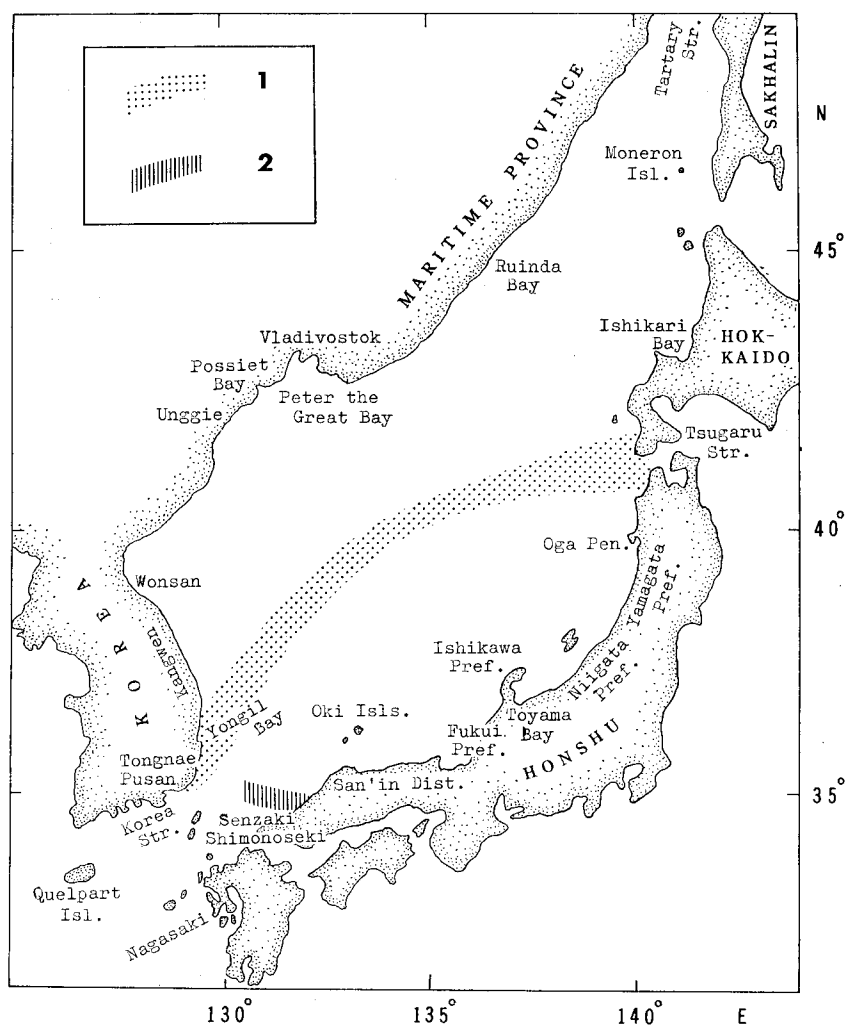 1
2
Tartary
Str.
SAKHALIN
N
Moneron
Isl.
MARITIME PROVINCE
45°
Ruinda
Bay
Ishikari
Bay
HOK-
KAIDO
Vladivostok
Possiet
Bay
Peter the
Great Bay
Unggie
Tsugaru
Str.
40°
Oga Pen.
Wonsan
KOREA
Kangwen
Yamagata
Pref.
Ishikawa
Pref.
Niigata
Pref.
Yongil
Bay
Oki Isls.
Toyama
Bay
Fukui
Pref.
HONSHU
Tongnae
Pusan
San'in Dist.
35°
Korea
Str.
Senzaki
Shimonoseki
Quelpart
Isl.
Nagasaki
130°
135°
140°
E